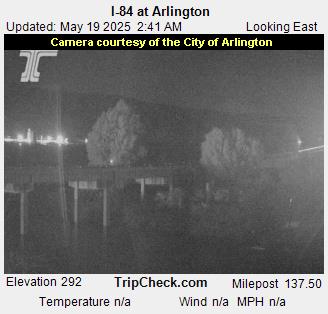 I-84 at Arlington
Updated: May 19 2025 2:41 AM Looking East
Camera courtesy of the City of Arlington
Elevation 292 TripCheck.com Milepost 137.50
Temperature n/a Wind n/a MPH n/a